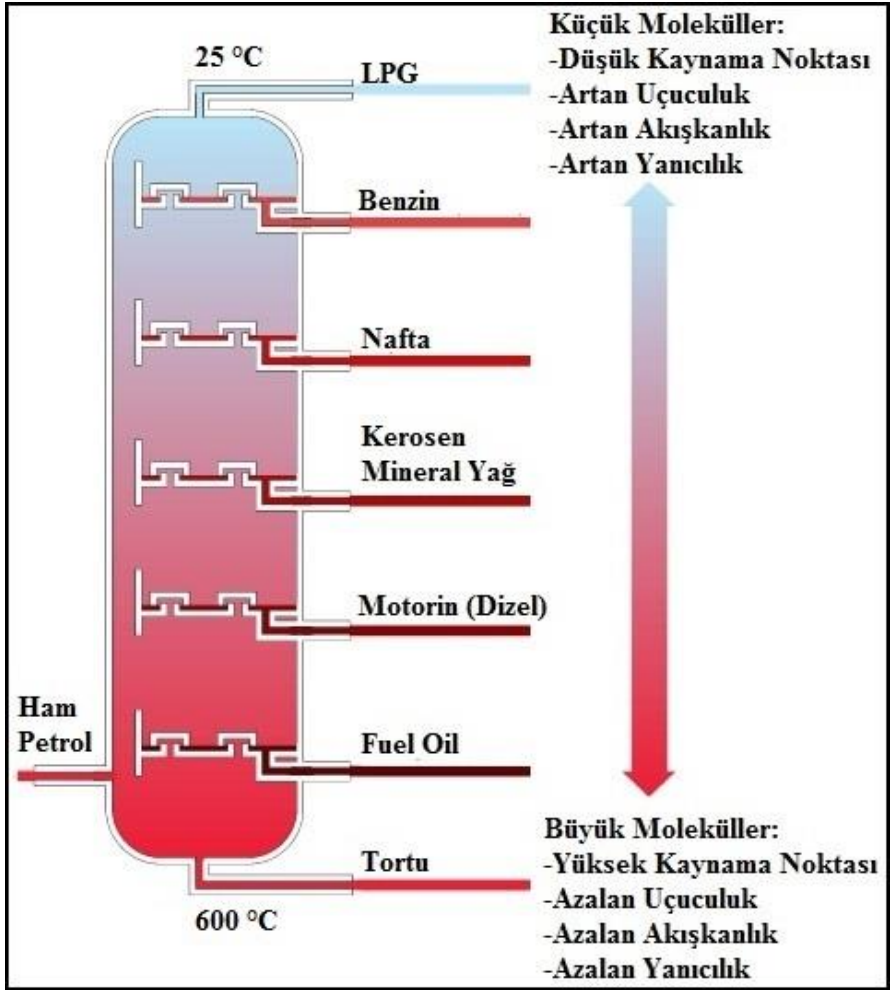 25 °C
LPG
Benzin
Nafta
Kerosen
Mineral Yağ
Motorin (Dizel)
Ham
Petrol
Fuel Oil
Tortu
600 °C
Küçük Moleküller:
-Düşük Kaynama Noktası
-Artan Uçuculuk
-Artan Akışkanlık
-Artan Yanıcılık
Büyük Moleküller:
-Yüksek Kaynama Noktası
-Azalan Uçuculuk
-Azalan Akışkanlık
-Azalan Yanıcılık